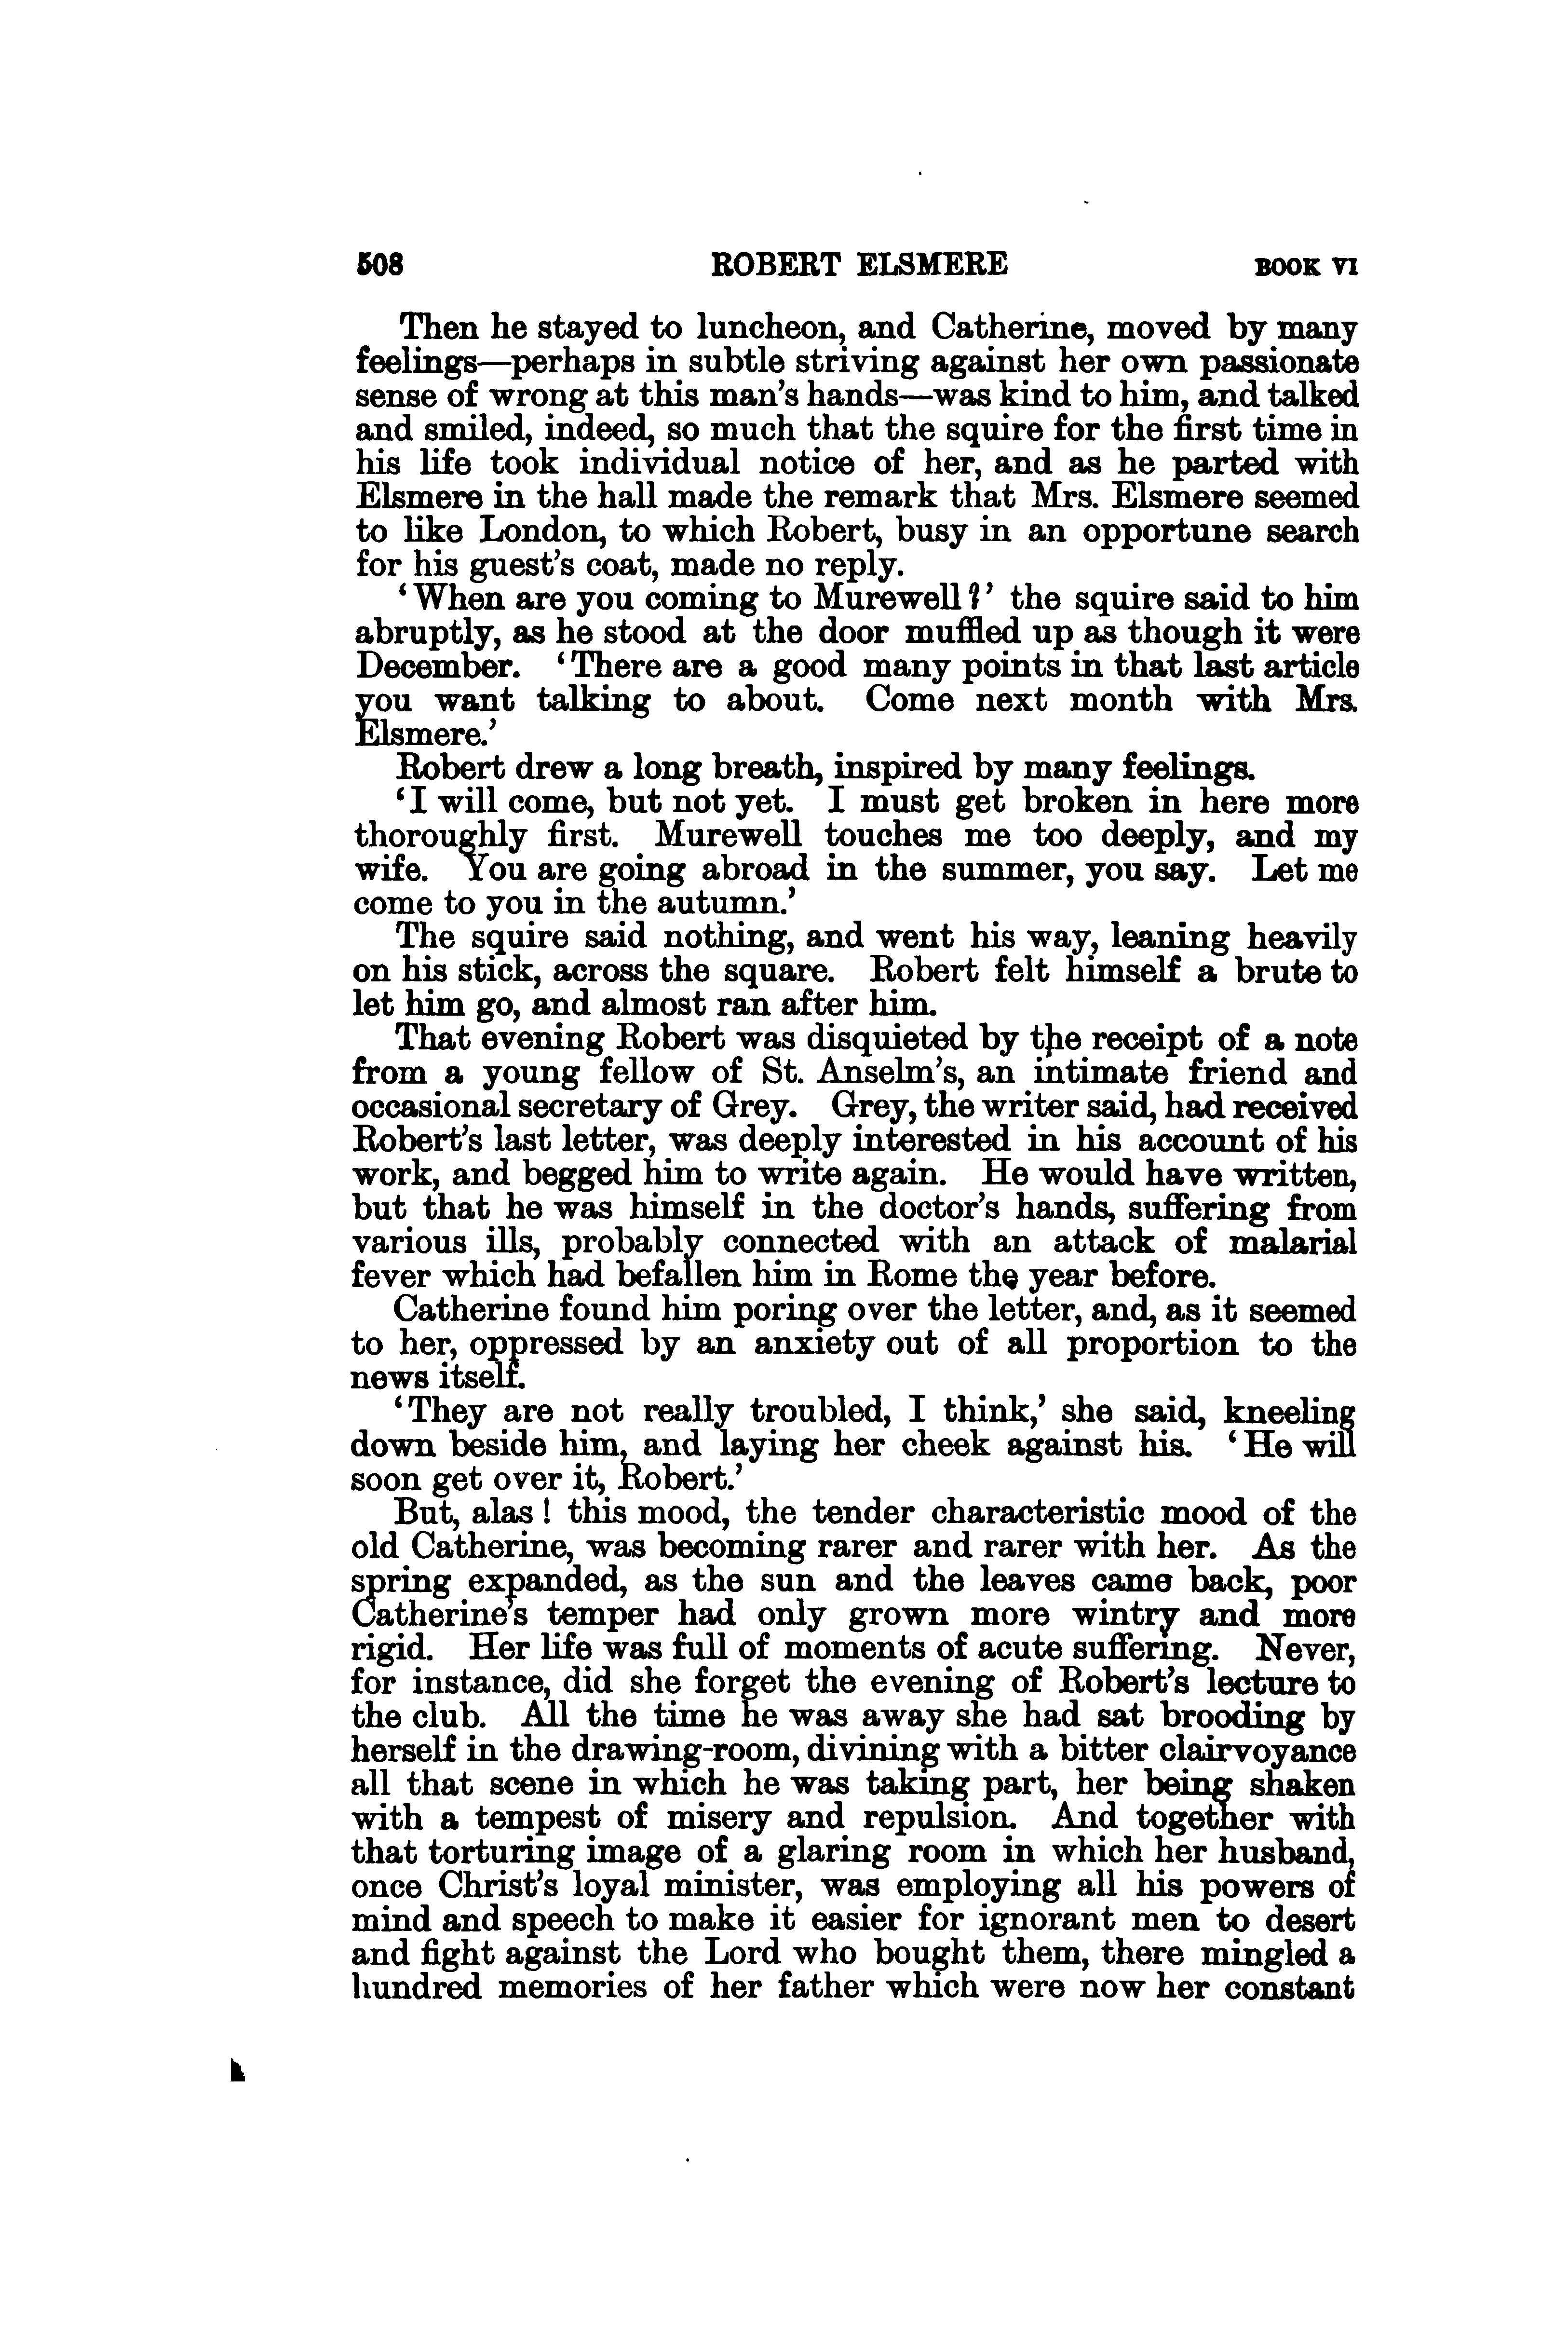 508 ROBERT ELSMERE BOOK VI
Then he stayed to luncheon, and Catherine, moved by many
feelings—perhaps in subtle striving against her own passionate
sense of wrong at this man's hands—was kind to him, and talked
and smiled, indeed, so much that the squire for the first time in
his life took individual notice of her, and as he parted with
Elsmere in the hall made the remark that Mrs. Elsmere seemed
to like London, to which Robert, busy in an opportune search
for his guest's coat, made no reply.
‘When are you coming to Murewell?’ the squire said to him
abruptly, as he stood at the door muffled up as though it were
December. ‘There are a good many points in that last article
you want talking to about. Come next month with Mrs.
Elsmere.’
Robert drew a long breath, inspired by many feelings.
‘I will come, but not yet. I must get broken in here more
thoroughly first. Murewell touches me too deeply, and my
wife. You are going abroad in the summer, you say. Let me
come to you in the autumn.’
The squire said nothing, and went his way, leaning heavily
on his stick, across the square. Robert felt himself a brute to
let him go, and almost ran after him.
That evening Robert was disquieted by the receipt of a note
from a young fellow of St. Anselm's, an intimate friend and
occasional secretary of Grey. Grey, the writer said, had received
Robert's last letter, was deeply interested in his account of his
work, and begged him to write again. He would have written,
but that he was himself in the doctor's hands, suffering from
various ills, probably connected with an attack of malarial
fever which had befallen him in Rome the year before.
Catherine found him poring over the letter, and, as it seemed
to her, oppressed by an anxiety out of all proportion to the
news itself.
‘They are not really troubled, I think,’ she said, kneeling
down beside him, and laying her cheek against his. ‘He will
soon get over it, Robert.’
But, alas! this mood, the tender characteristic mood of the
old Catherine, was becoming rarer and rarer with her. As the
spring expanded, as the sun and the leaves came back, poor
Catherine's temper had only grown more wintry and more
rigid. Her life was full of moments of acute suffering. Never,
for instance, did she forget the evening of Robert's lecture to
the club. All the time he was away she had sat brooding by
herself in the drawing-room, divining with a bitter clairvoyance
all that scene in which he was taking part, her being shaken
with a tempest of misery and repulsion. And together with
that torturing image of a glaring room in which her husband,
once Christ's loyal minister, was employing all his powers of
mind and speech to make it easier for ignorant men to desert
and fight against the Lord who bought them, there mingled a
hundred memories of her father which were now her constant